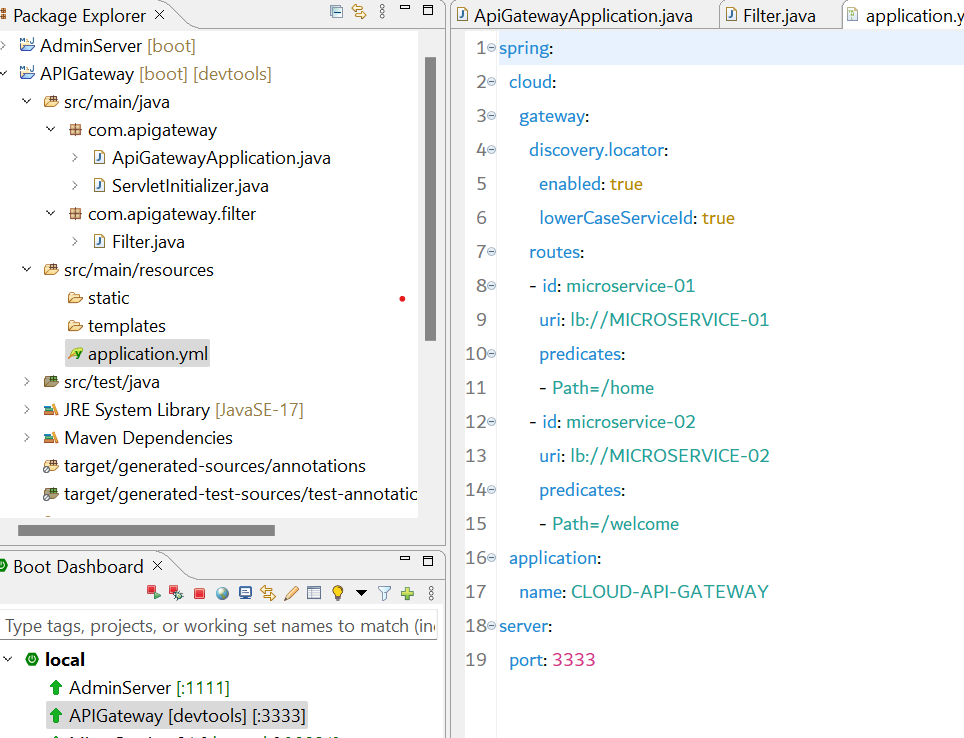 Package Explorer
AdminServer [boot]
APIGateway [boot] [devtools]
src/main/java
com.apigateway
ApiGatewayApplication.java
ServletInitializer.java
com.apigateway.filter
Filter.java
src/main/resources
static
templates
application.yml
src/test/java
JRE System Library [JavaSE-17]
Maven Dependencies
target/generated-sources/annotations
target/generated-test-sources/test-annotatio
Boot Dashboard
Type tags, projects, or working set names to match (in
local
AdminServer [:1111]
APIGateway [devtools] [:3333]
ApiGatewayApplication.java
Filter.java
application.y
1 spring:
2 cloud:
3 gateway:
4 discovery.locator:
5 enabled: true
6 lowerCaseServiceId: true
7 routes:
8 - id: microservice-01
9 uri: lb://MICROSERVICE-01
10 predicates:
11 - Path=/home
12 - id: microservice-02
13 uri: lb://MICROSERVICE-02
14 predicates:
15 - Path=/welcome
16 application:
17 name: CLOUD-API-GATEWAY
18 server:
19 port: 3333